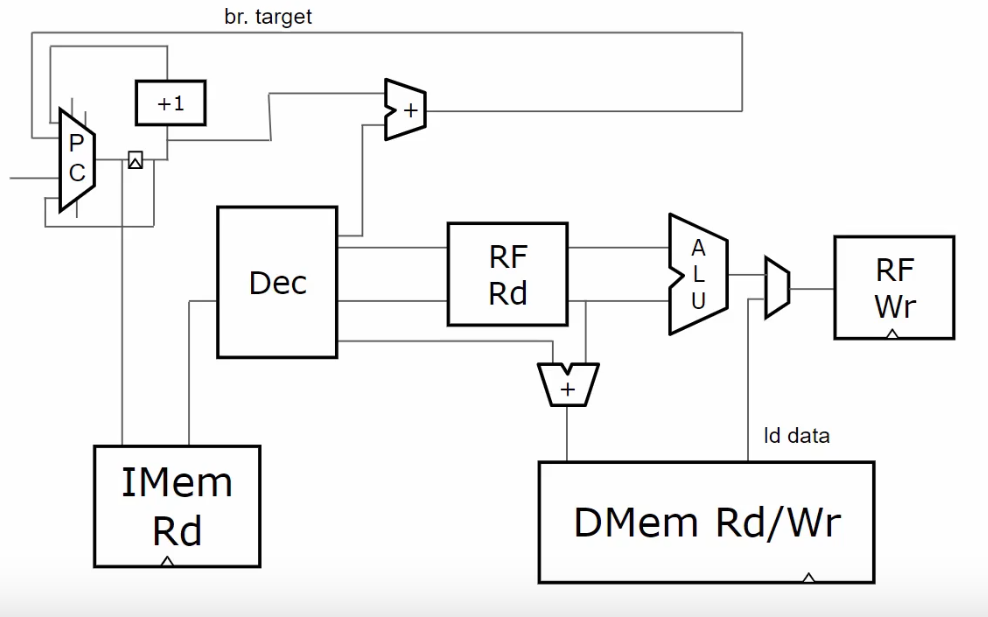 br. target
+1
+
P
C
Dec
RF
Rd
A
L
U
RF
Wr
+
ld data
IMem
Rd
DMem Rd/Wr